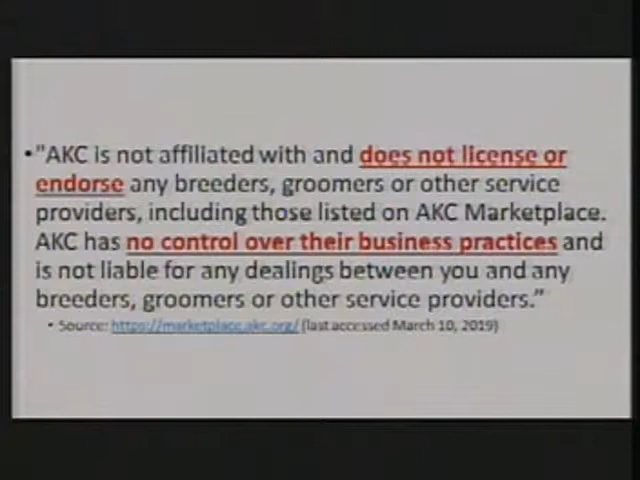 • "AKC is not affiliated with and does not license or
endorse any breeders, groomers or other service
providers, including those listed on AKC Marketplace.
AKC has no control over their business practices and
is not liable for any dealings between you and any
breeders, groomers or other service providers."
• Source: https://marketplace.akc.org/ (last accessed March 10, 2019)